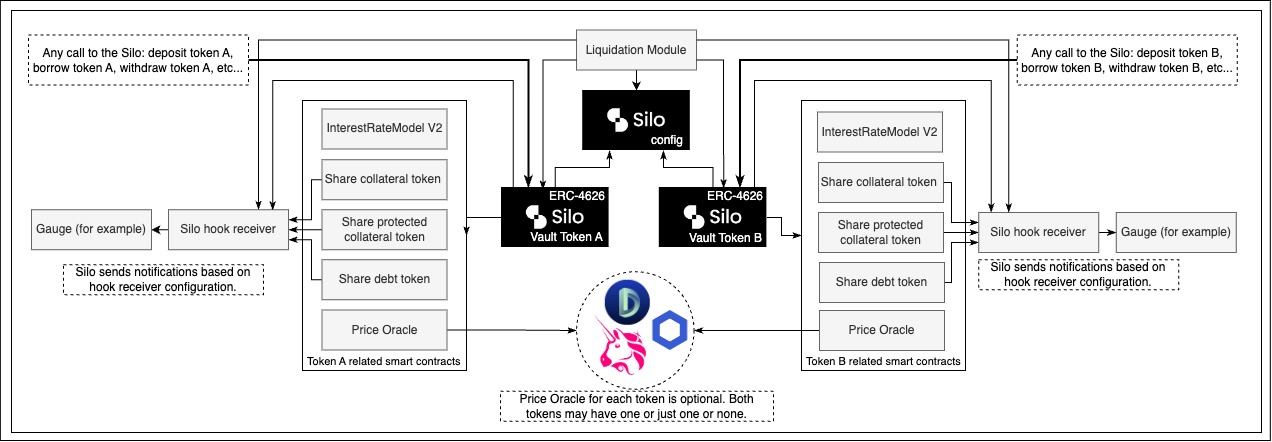 Any call to the Silo: deposit token A,
borrow token A, withdraw token A, etc...
Liquidation Module
Any call to the Silo: deposit token B,
borrow token B, withdraw token B, etc...
Silo
config
InterestRateModel V2
Share collateral token
Share protected
collateral token
Share debt token
Price Oracle
Token A related smart contracts
Gauge (for example)
Silo hook receiver
Silo sends notifications based on
hook receiver configuration.
ERC-4626
Silo
Vault Token A
ERC-4626
Silo
Vault Token B
InterestRateModel V2
Share collateral token
Share protected
collateral token
Share debt token
Price Oracle
Token B related smart contracts
Silo hook receiver
Gauge (for example)
Silo sends notifications based on
hook receiver configuration.
Price Oracle for each token is optional. Both
tokens may have one or just one or none.